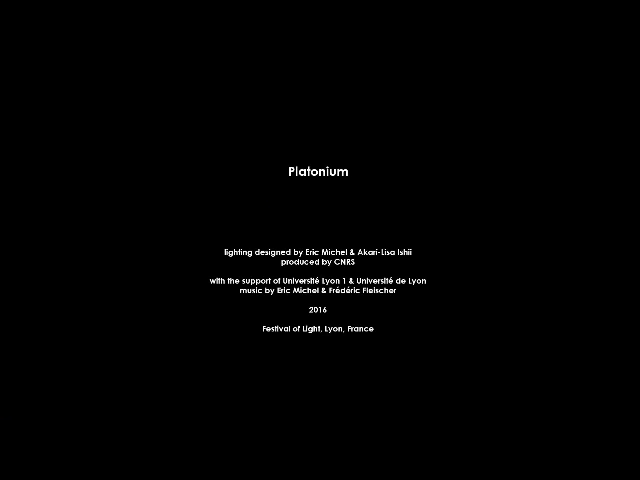 Platonium
lighting designed by Eric Michel & Akari-Lisa Ishii
produced by CNRS
with the support of Université Lyon 1 & Université de Lyon
music by Eric Michel & Frédéric Fleischer
2016
Festival of Light, Lyon, France